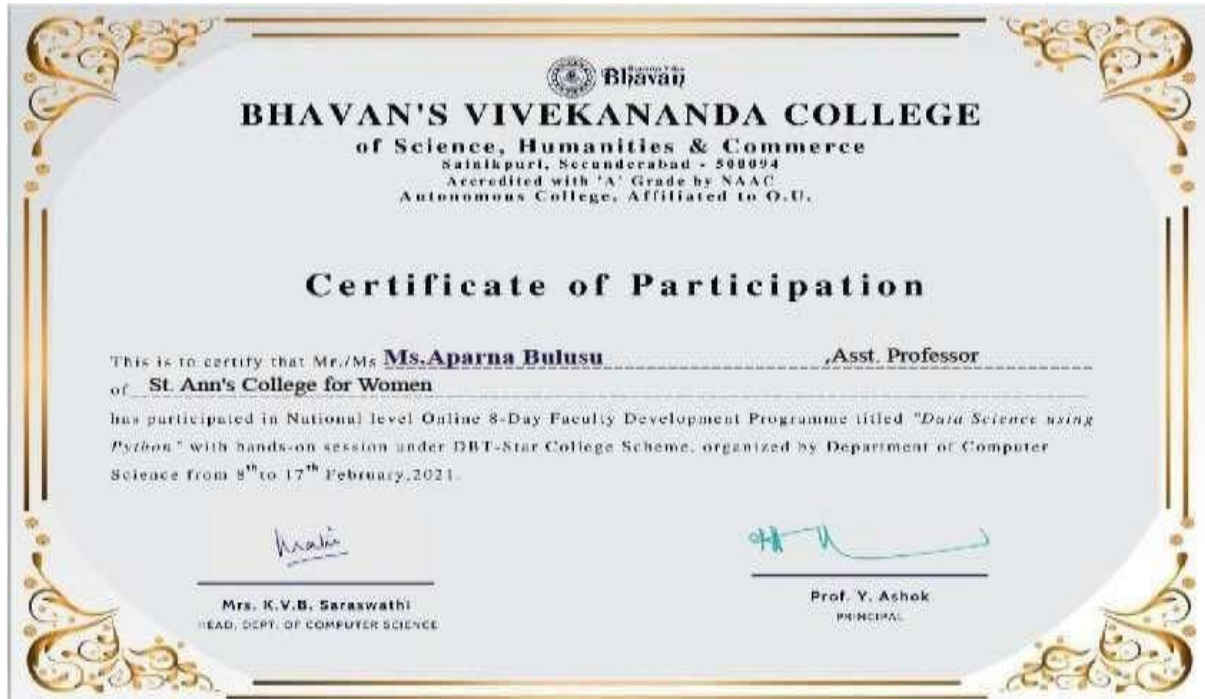 Bharatiya Vidya
Bhavan
BHAVAN'S VIVEKANANDA COLLEGE
of Science, Humanities & Commerce
Sainikpuri, Secunderabad - 500094
Accredited with 'A' Grade by NAAC
Autonomous College, Affiliated to O.U.
Certificate of Participation
This is to certify that Mr./Ms Ms.Aparna Bulusu ,Asst. Professor
of St. Ann's College for Women
has participated in National level Online 8-Day Faculty Development Programme titled "Data Science using
Python" with hands-on session under DBT-Star College Scheme, organized by Department of Computer
Science from 8th to 17th February,2021.
Mrs. K.V.B. Saraswathi
HEAD, DEPT. OF COMPUTER SCIENCE
Prof. Y. Ashok
PRINCIPAL